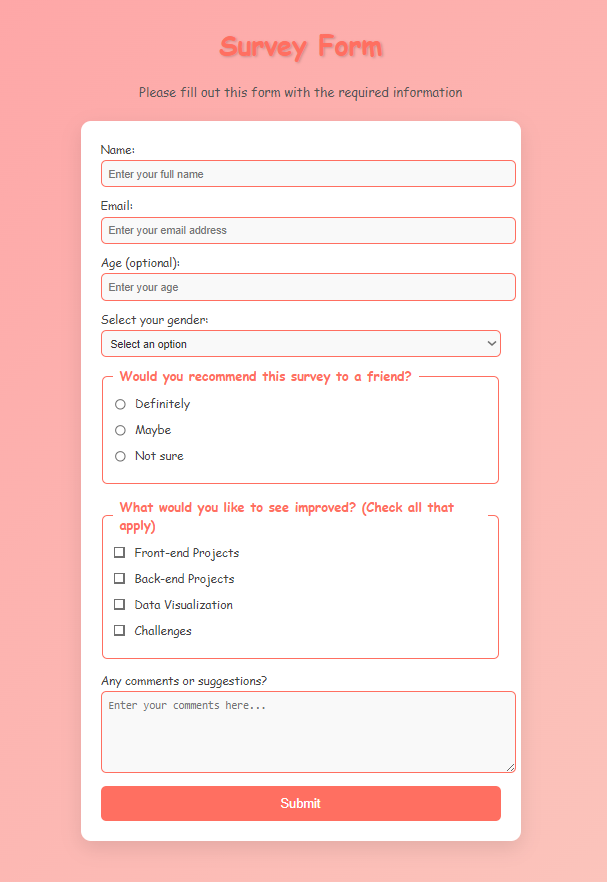 Survey Form
Please fill out this form with the required information
Name:
Enter your full name
Email:
Enter your email address
Age (optional):
Enter your age
Select your gender:
Select an option
Would you recommend this survey to a friend?
Definitely
Maybe
Not sure
What would you like to see improved? (Check all that
apply)
Front-end Projects
Back-end Projects
Data Visualization
Challenges
Any comments or suggestions?
Enter your comments here...
Submit